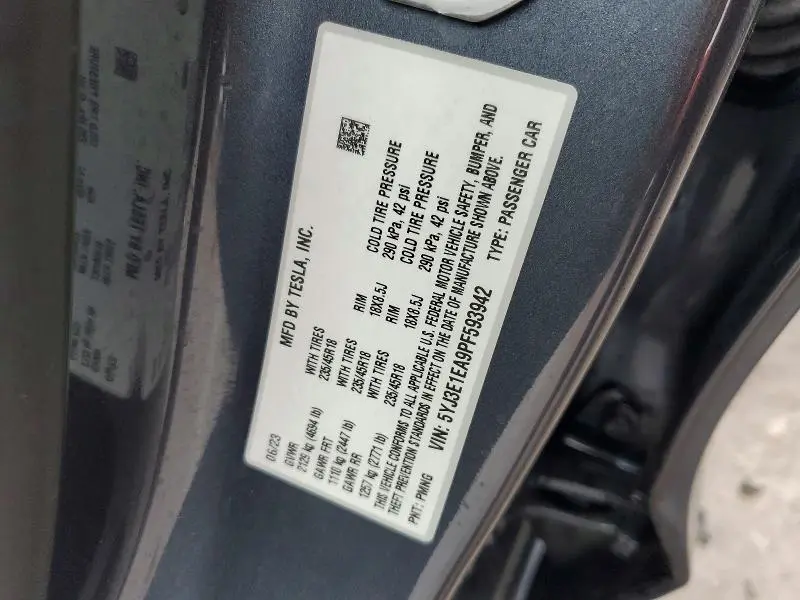 MFD BY TESLA, INC.
06/23
GVWR
2129 kg (4694 lb)
GAWR FRT WITH TIRES RIM COLD TIRE PRESSURE
1110 kg (2447 lb) 235/45R18 18X8.5J 290 kPa, 42 psi
GAWR RR WITH TIRES RIM COLD TIRE PRESSURE
1257 kg (2771 lb) 235/45R18 18X8.5J 290 kPa, 42 psi
THIS VEHICLE CONFORMS TO ALL APPLICABLE U.S. FEDERAL MOTOR VEHICLE SAFETY, BUMPER, AND
THEFT PREVENTION STANDARDS IN EFFECT ON THE DATE OF MANUFACTURE SHOWN ABOVE.
VIN: 5YJ3E1EA9PF593942 TYPE: PASSENGER CAR
PNT: PMNG